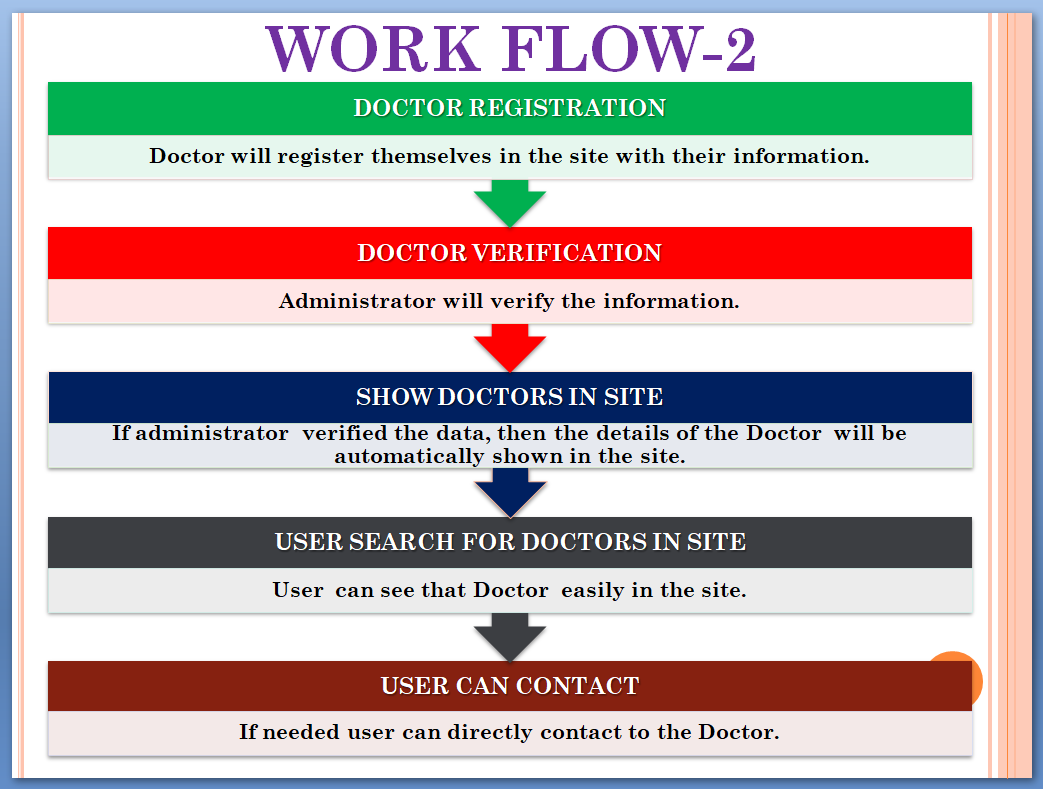 WORK FLOW-2
DOCTOR REGISTRATION
Doctor will register themselves in the site with their information.
DOCTOR VERIFICATION
Administrator will verify the information.
SHOW DOCTORS IN SITE
If administrator verified the data, then the details of the Doctor will be
automatically shown in the site.
USER SEARCH FOR DOCTORS IN SITE
User can see that Doctor easily in the site.
USER CAN CONTACT
If needed user can directly contact to the Doctor.